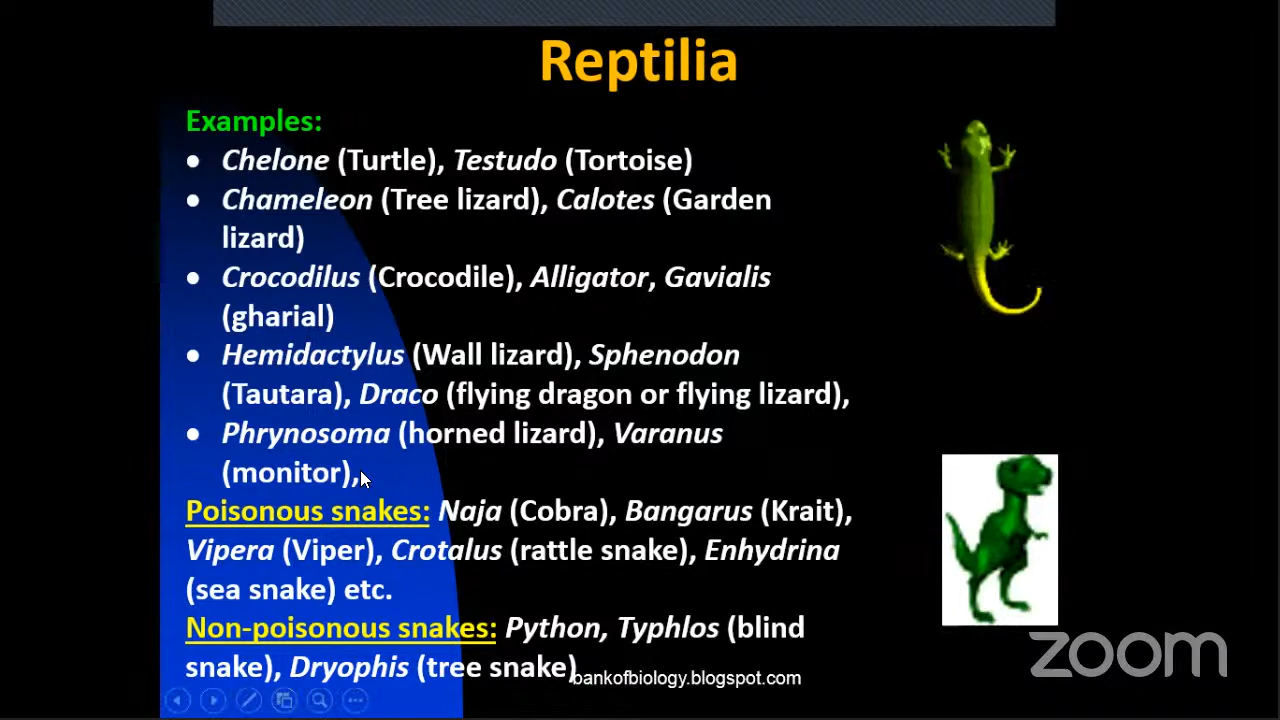 Reptilia
Examples:
• Chelone (Turtle), Testudo (Tortoise)
• Chameleon (Tree lizard), Calotes (Garden
lizard)
• Crocodilus (Crocodile), Alligator, Gavialis
(gharial)
• Hemidactylus (Wall lizard), Sphenodon
(Tautara), Draco (flying dragon or flying lizard),
• Phrynosoma (horned lizard), Varanus
(monitor),
Poisonous snakes: Naja (Cobra), Bangarus (Krait),
Vipera (Viper), Crotalus (rattle snake), Enhydrina
(sea snake) etc.
Non-poisonous snakes: Python, Typhlos (blind
snake), Dryophis (tree snake)
bankofbiology.blogspot.com
zoom